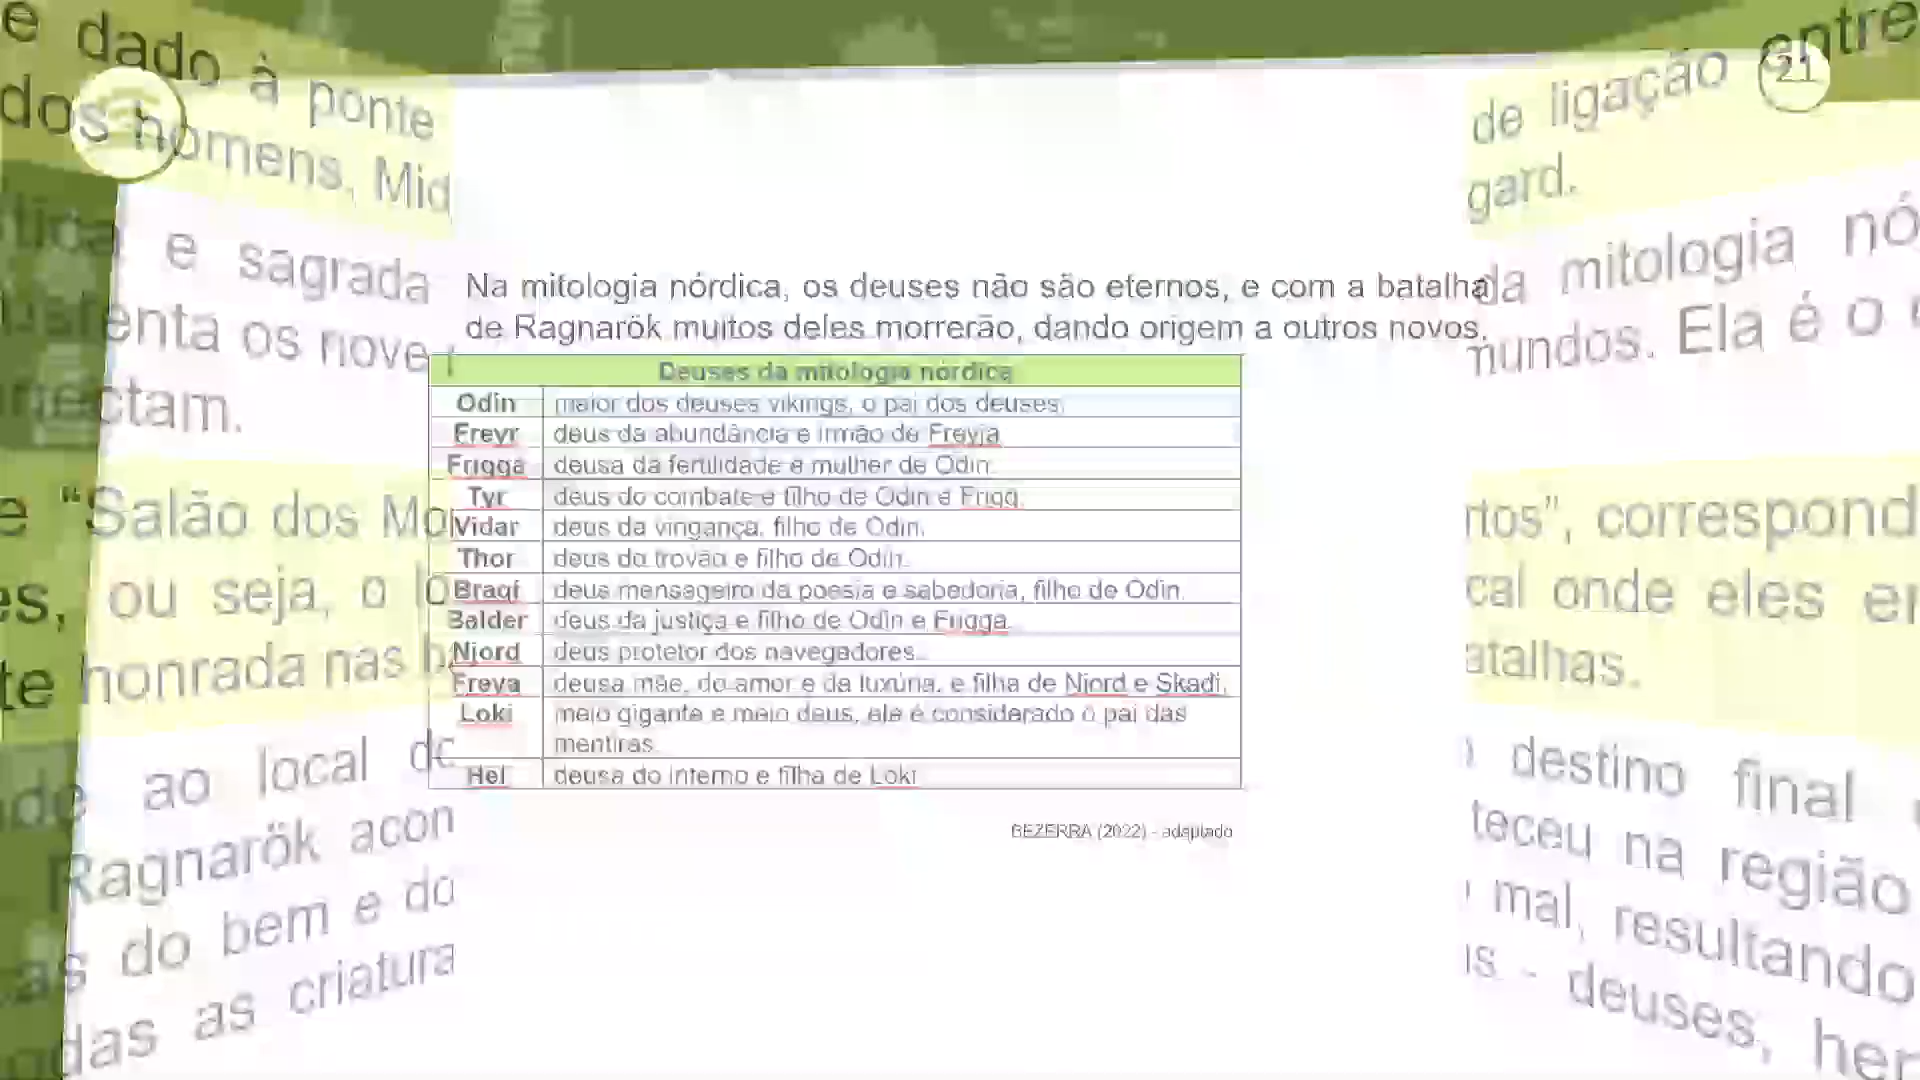 e dado à ponte
dos homens, Mid
e sagrada
enta os nove
ctam.
e “Salão dos Mo
es, ou seja, o lo
te honrada nas b
ao local do
Ragnarök acon
as do bem e do
das as criatura
21
Na mitologia nórdica, os deuses não são eternos, e com a batalha
de Ragnarök muitos deles morrerão, dando origem a outros novos.
Deuses da mitologia nórdica
Odin maior dos deuses vikings, o pai dos deuses.
Freyr deus da abundância e irmão de Freyja
Frigga deusa da fertilidade e mulher de Odin.
Tyr deus do combate e filho de Odin e Frigg.
Vidar deus da vingança, filho de Odin.
Thor deus do trovão e filho de Odin.
Bragi deus mensageiro da poesia e sabedoria, filho de Odin.
Balder deus da justiça e filho de Odin e Frigga.
Njord deus protetor dos navegadores.
Freya deusa mãe, do amor e da luxúria, e filha de Njord e Skadi.
Loki meio gigante e meio deus, ele é considerado o pai das
mentiras.
Hel deusa do inferno e filha de Loki
BEZERRA (2022) - adaptado
de ligação entre
gard.
da mitologia nó
mundos. Ela é o
rtos”, correspond
cal onde eles en
atalhas.
destino final
teceu na região
mal, resultando
s - deuses, her